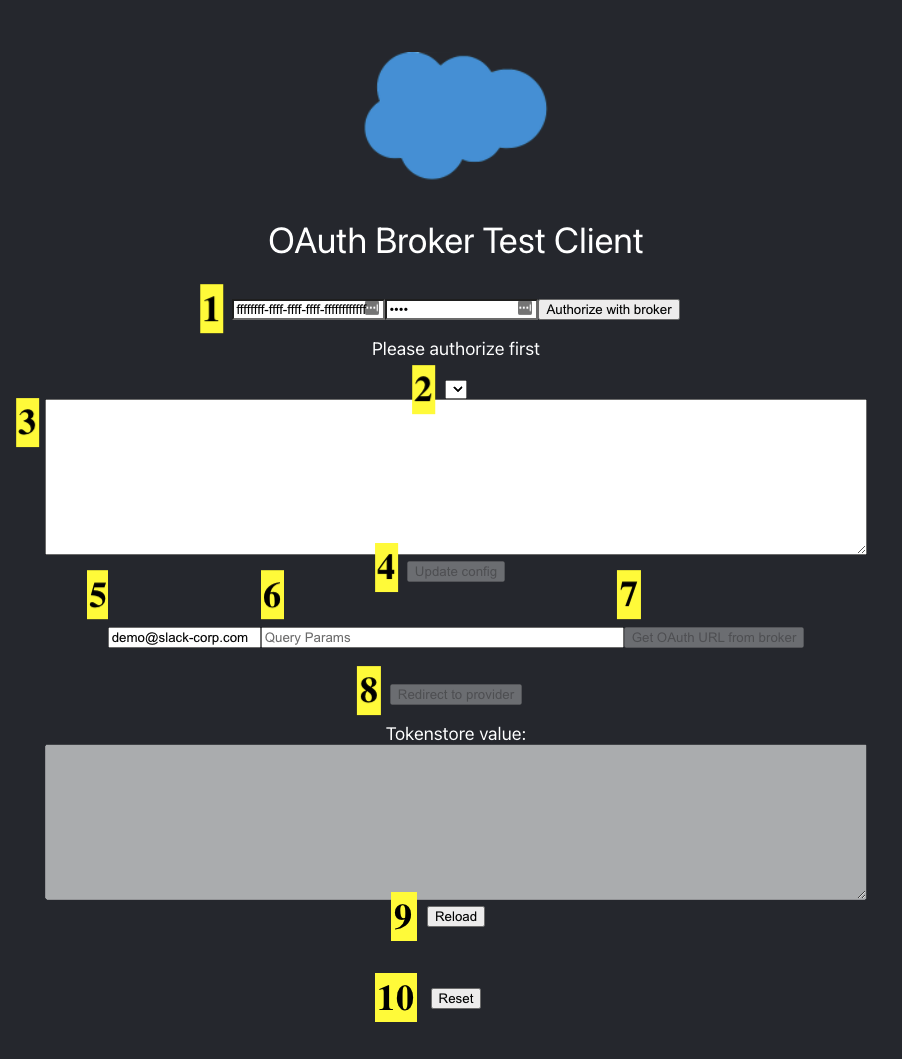 OAuth Broker Test Client
1 ffffffff-ffff-ffff-ffff-ffffffffffff •••• Authorize with broker
Please authorize first
2
3
4 Update config
5 6 7
demo@slack-corp.com Query Params Get OAuth URL from broker
8 Redirect to provider
Tokenstore value:
9 Reload
10 Reset